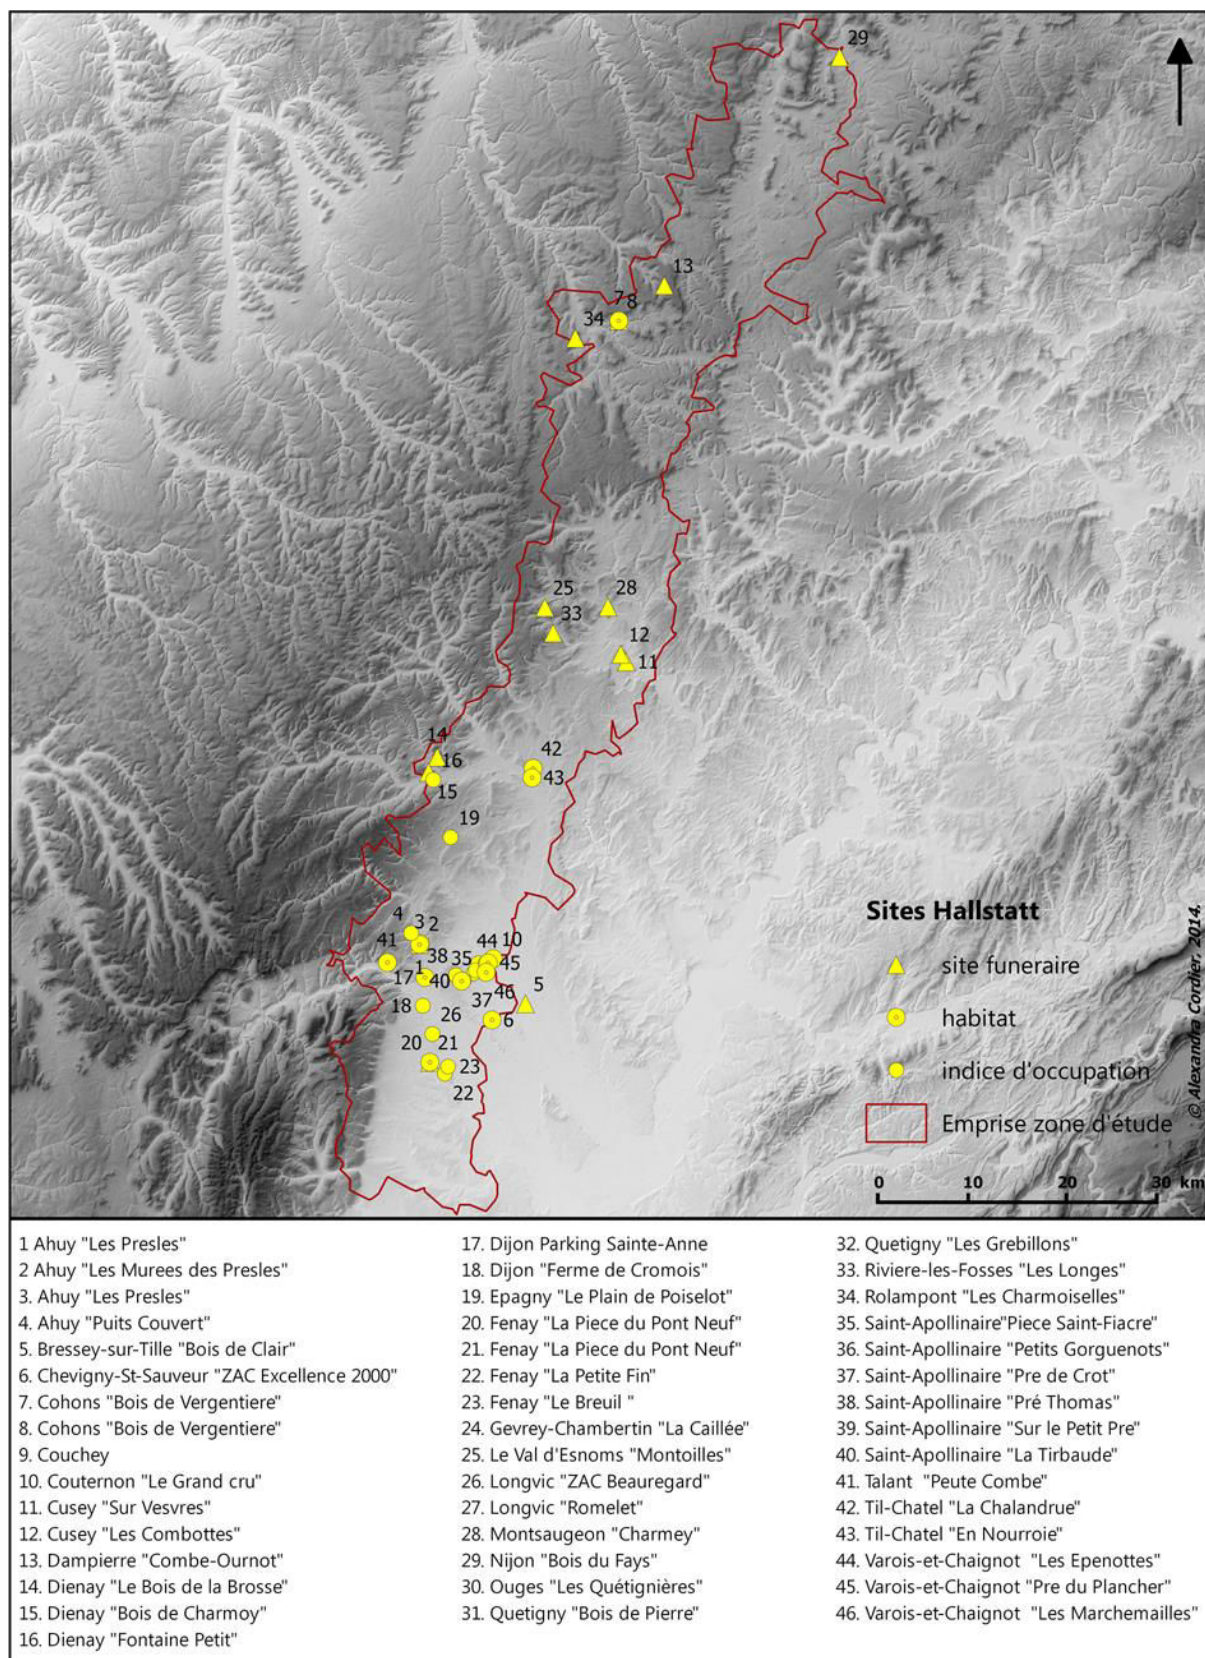 29
13
7
8
34
25
28
33
12
11
14
16
42
43
15
19
4
3
2
44
10
41
38
35
45
1
17
40
5
46
37
18
6
26
20
21
23
22
Sites Hallstatt
site funeraire
habitat
indice d'occupation
Emprise zone d'étude
0 10 20 30 km
© Alexandra Cordier, 2014.
1 Ahuy "Les Presles"
2 Ahuy "Les Murees des Presles"
3. Ahuy "Les Presles"
4. Ahuy "Puits Couvert"
5. Bressey-sur-Tille "Bois de Clair"
6. Chevigny-St-Sauveur "ZAC Excellence 2000"
7. Cohons "Bois de Vergentiere"
8. Cohons "Bois de Vergentiere"
9. Couchey
10. Couternon "Le Grand cru"
11. Cusey "Sur Vesvres"
12. Cusey "Les Combottes"
13. Dampierre "Combe-Ournot"
14. Dienay "Le Bois de la Brosse"
15. Dienay "Bois de Charmoy"
16. Dienay "Fontaine Petit"
17. Dijon Parking Sainte-Anne
18. Dijon "Ferme de Cromois"
19. Epagny "Le Plain de Poiselot"
20. Fenay "La Piece du Pont Neuf"
21. Fenay "La Piece du Pont Neuf"
22. Fenay "La Petite Fin"
23. Fenay "Le Breuil "
24. Gevrey-Chambertin "La Caillée"
25. Le Val d'Esnoms "Montoilles"
26. Longvic "ZAC Beauregard"
27. Longvic "Romelet"
28. Montsaugeon "Charmey"
29. Nijon "Bois du Fays"
30. Ouges "Les Quétignières"
31. Quetigny "Bois de Pierre"
32. Quetigny "Les Grebillons"
33. Riviere-les-Fosses "Les Longes"
34. Rolampont "Les Charmoiselles"
35. Saint-Apollinaire"Piece Saint-Fiacre"
36. Saint-Apollinaire "Petits Gorguenots"
37. Saint-Apollinaire "Pre de Crot"
38. Saint-Apollinaire "Pré Thomas"
39. Saint-Apollinaire "Sur le Petit Pre"
40. Saint-Apollinaire "La Tirbaude"
41. Talant "Peute Combe"
42. Til-Chatel "La Chalandrue"
43. Til-Chatel "En Nourroie"
44. Varois-et-Chaignot "Les Epenottes"
45. Varois-et-Chaignot "Pre du Plancher"
46. Varois-et-Chaignot "Les Marchemailles"